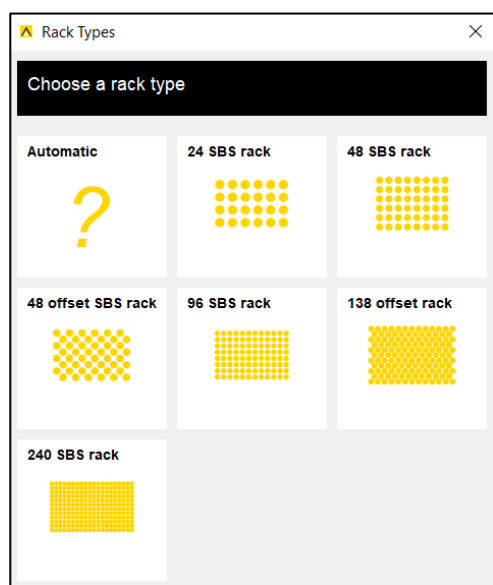 Rack Types
Choose a rack type
Automatic
24 SBS rack
48 SBS rack
?
48 offset SBS rack
96 SBS rack
138 offset rack
240 SBS rack